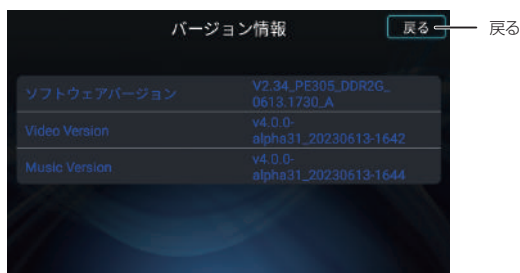 バージョン情報
戻る
戻る
ソフトウェアバージョン
V2.34_PE305_DDR2G_
0613.1730_A
Video Version
v4.0.0-
alpha31_20230613-1642
Music Version
v4.0.0-
alpha31_20230613-1644